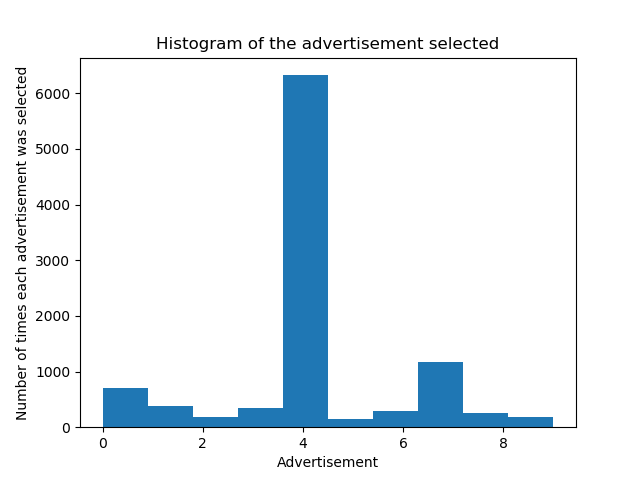 Histogram of the advertisement selected
Number of times each advertisement was selected
6000
5000
4000
3000
2000
1000
0
0 2 4 6 8
Advertisement